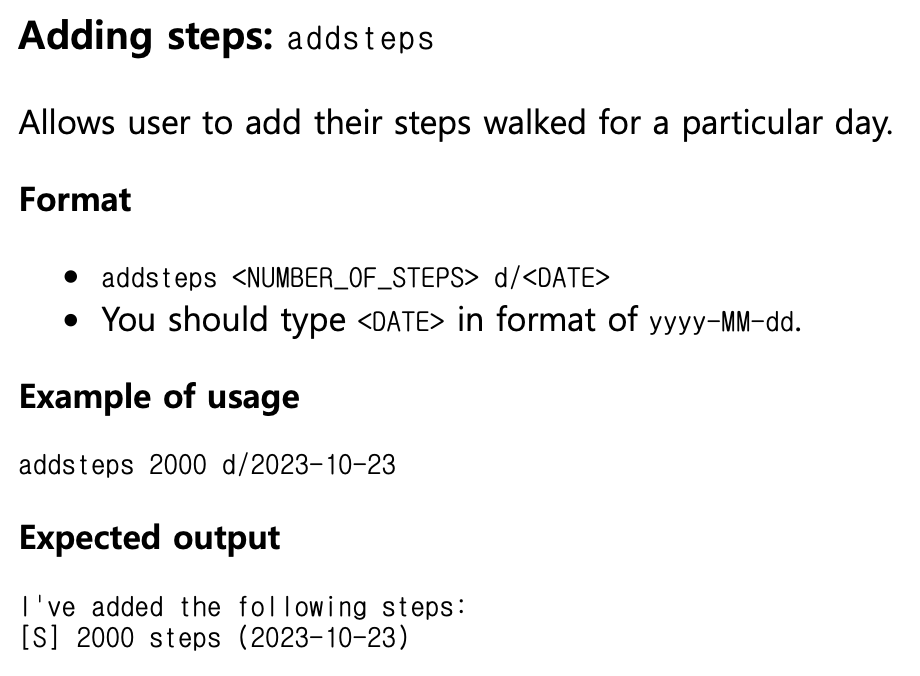 Adding steps: addsteps
Allows user to add their steps walked for a particular day.
Format
• addsteps <NUMBER_OF_STEPS> d/<DATE>
• You should type <DATE> in format of yyyy-MM-dd.
Example of usage
addsteps 2000 d/2023-10-23
Expected output
I've added the following steps:
[S] 2000 steps (2023-10-23)